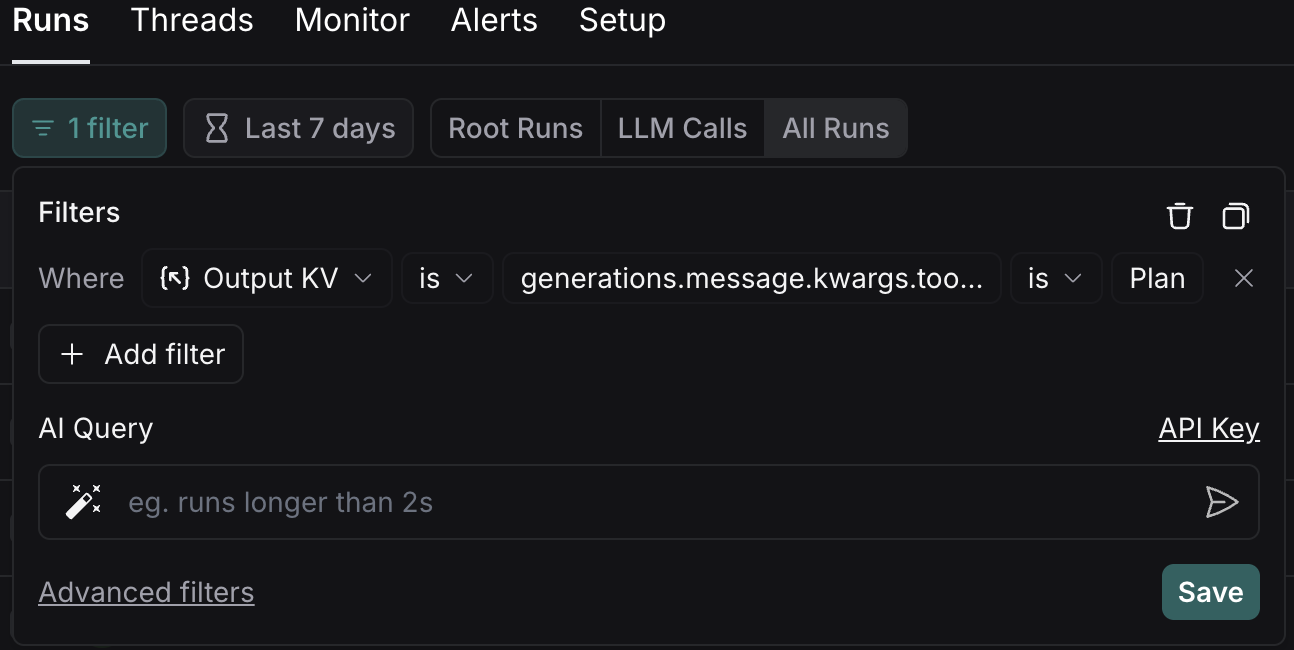 Runs Threads Monitor Alerts Setup
1 filter Last 7 days Root Runs LLM Calls All Runs
Filters
Where Output KV is generations.message.kwargs.too... is Plan
Add filter
AI Query API Key
eg. runs longer than 2s
Advanced filters Save